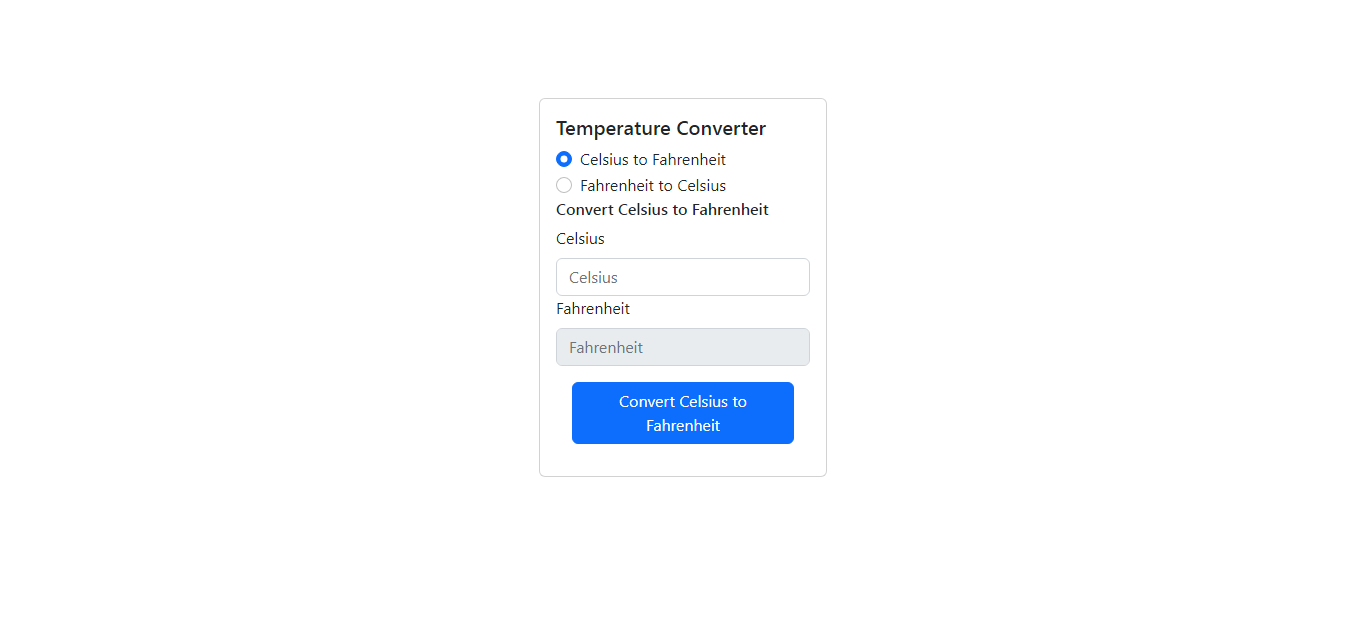 Temperature Converter
Celsius to Fahrenheit
Fahrenheit to Celsius
Convert Celsius to Fahrenheit
Celsius
Celsius
Fahrenheit
Fahrenheit
Convert Celsius to
Fahrenheit